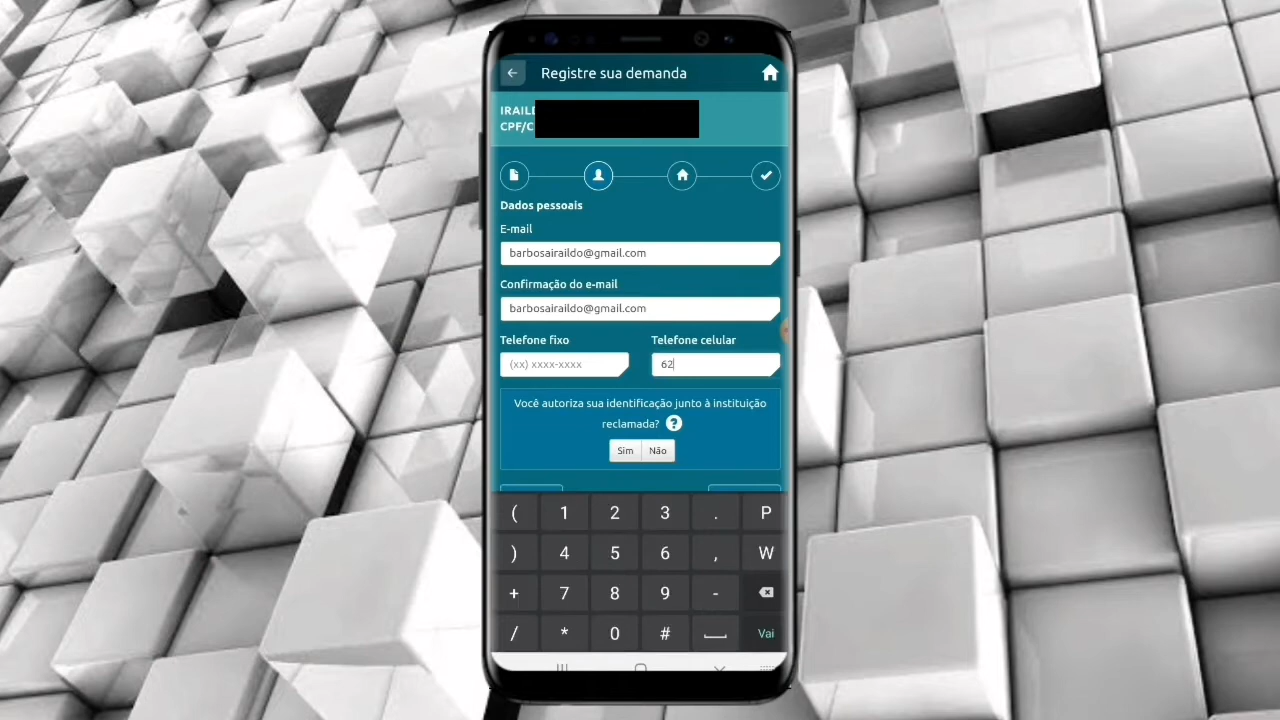 Registre sua demanda
IRAILD
CPF/C
Dados pessoais
E-mail
barbosairaildo@gmail.com
Confirmação do e-mail
barbosairaildo@gmail.com
Telefone fixo Telefone celular
(xx) xxxx-xxxx 62
Você autoriza sua identificação junto à instituição
reclamada? ?
Sim Não
( 1 2 3 . P
) 4 5 6 , W
+ 7 8 9 -
/ * 0 # Vai